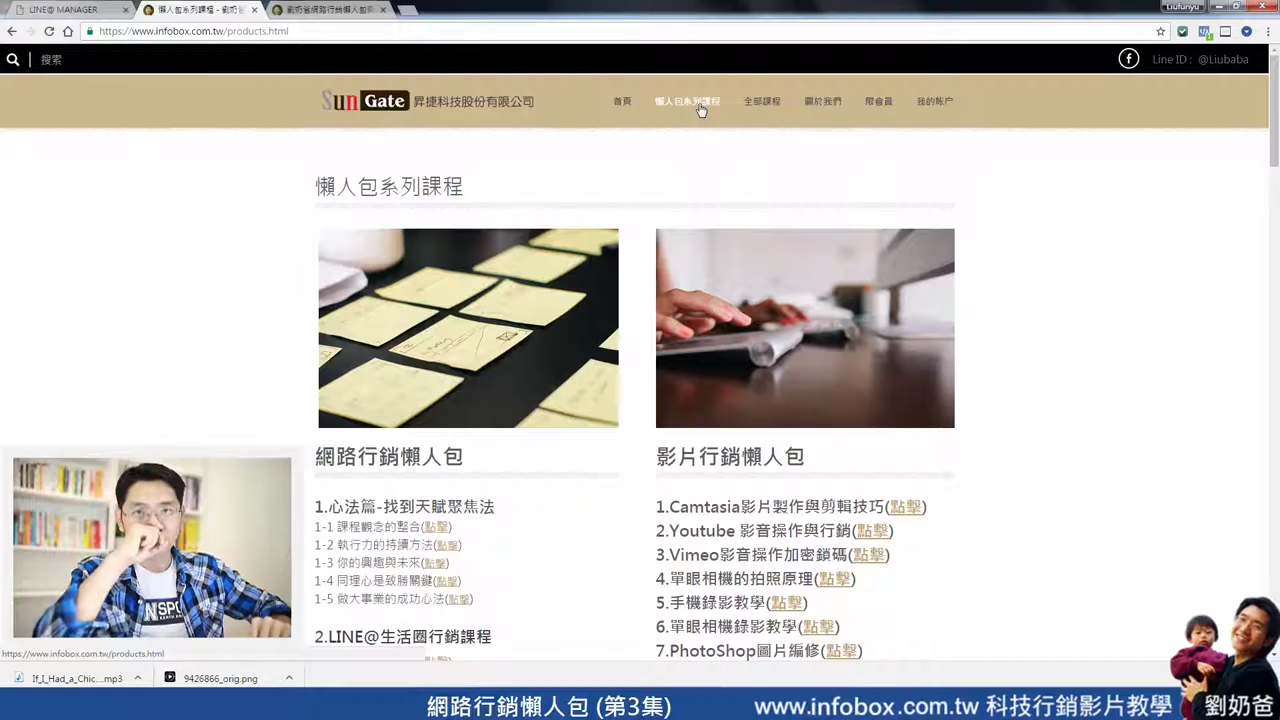 LINE@ MANAGER
懶人包系列課程 - 劉奶爸
劉奶爸網路行銷懶人包
Liufunyu
https://www.infobox.com.tw/products.html
搜索
Line ID : @Liubaba
Sun Gate 昇捷科技股份有限公司
首頁
懶人包系列課程
全部課程
關於我們
限會員
我的帳户
懶人包系列課程
網路行銷懶人包
1.心法篇-找到天賦聚焦法
1-1 課程觀念的整合(點擊)
1-2 執行力的持續方法(點擊)
1-3 你的興趣與未來(點擊)
1-4 同理心是致勝關鍵(點擊)
1-5 做大事業的成功心法(點擊)
2.LINE@生活圈行銷課程
影片行銷懶人包
1.Camtasia影片製作與剪輯技巧(點擊)
2.Youtube 影音操作與行銷(點擊)
3.Vimeo影音操作加密鎖碼(點擊)
4.單眼相機的拍照原理(點擊)
5.手機錄影教學(點擊)
6.單眼相機錄影教學(點擊)
7.PhotoShop圖片編修(點擊)
https://www.infobox.com.tw/products.html
If_I_Had_a_Chic....mp3
9426866_orig.png
網路行銷懶人包 (第3集)
www.infobox.com.tw 科技行銷影片教學
劉奶爸